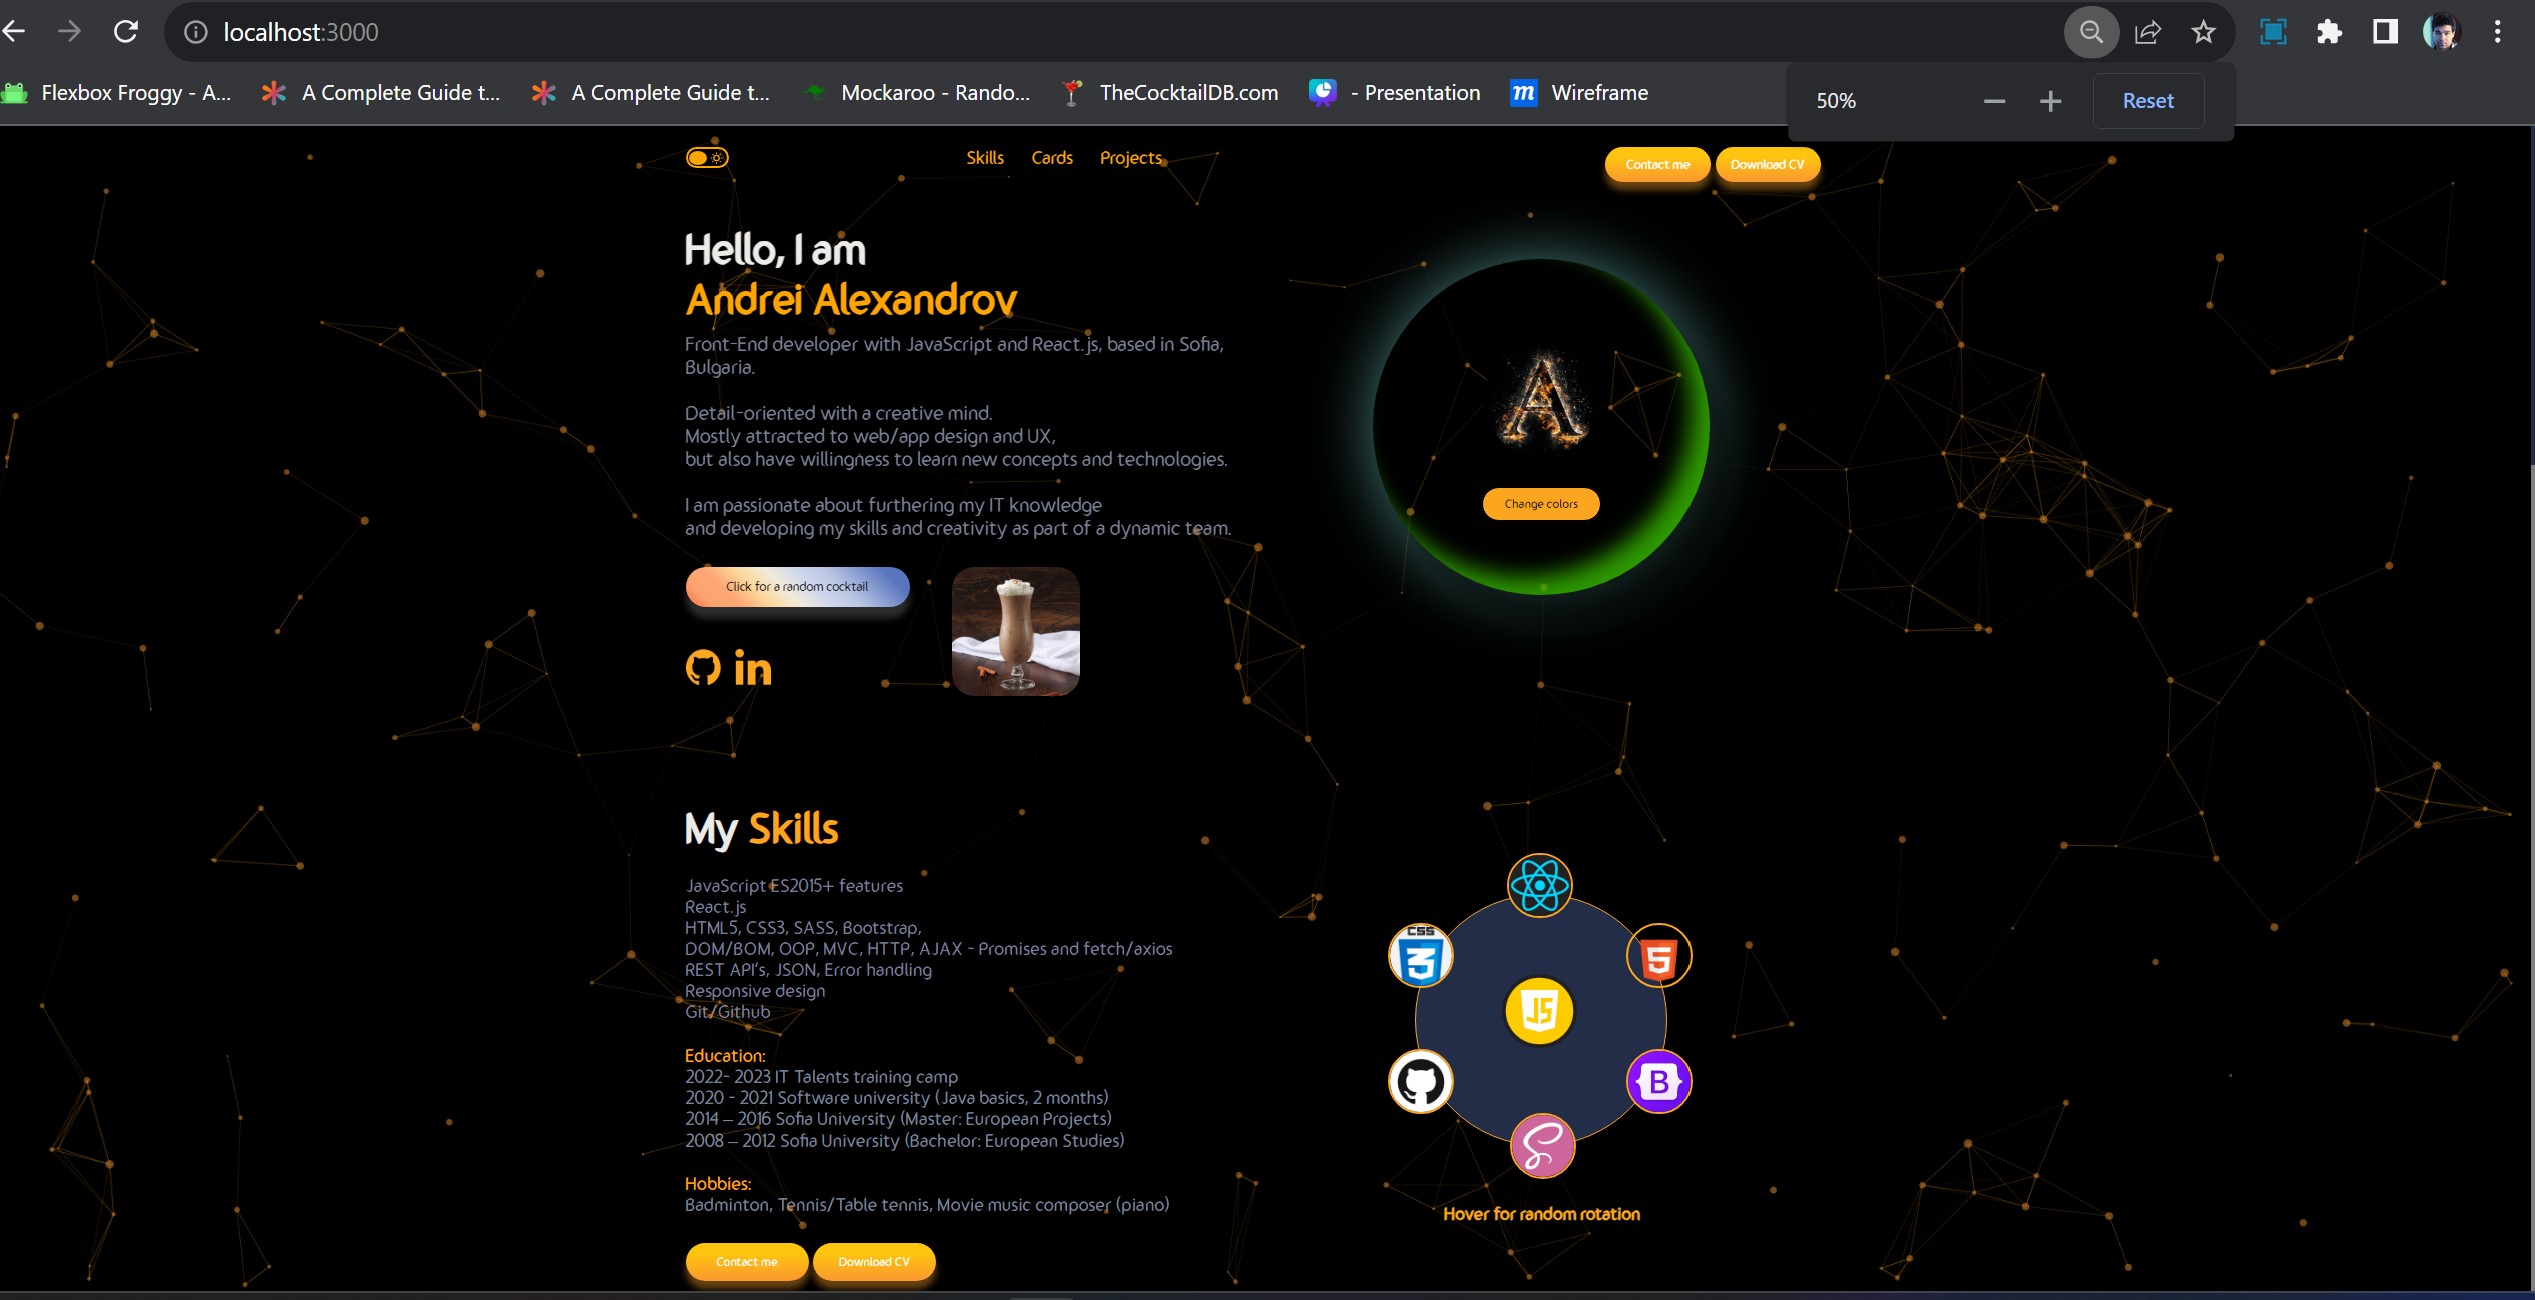 localhost:3000
Flexbox Froggy - A...
A Complete Guide t...
A Complete Guide t...
Mockaroo - Rando...
TheCocktailDB.com
- Presentation
m Wireframe
50%
Reset
Skills
Cards
Projects
Contact me
Download CV
Hello, I am
Andrei Alexandrov
Front-End developer with JavaScript and React.js, based in Sofia,
Bulgaria.
Detail-oriented with a creative mind.
Mostly attracted to web/app design and UX,
but also have willingness to learn new concepts and technologies.
I am passionate about furthering my IT knowledge
and developing my skills and creativity as part of a dynamic team.
A
Change colors
Click for a random cocktail
in
My Skills
JavaScript ES2015+ features
React.js
HTML5, CSS3, SASS, Bootstrap,
DOM/BOM, OOP, MVC, HTTP, AJAX - Promises and fetch/axios
REST API's, JSON, Error handling
Responsive design
Git/Github
Education:
2022- 2023 IT Talents training camp
2020 - 2021 Software university (Java basics, 2 months)
2014 – 2016 Sofia University (Master: European Projects)
2008 – 2012 Sofia University (Bachelor: European Studies)
Hobbies:
Badminton, Tennis/Table tennis, Movie music composer (piano)
Contact me
Download CV
CSS
3
5
JS
B
S
Hover for random rotation